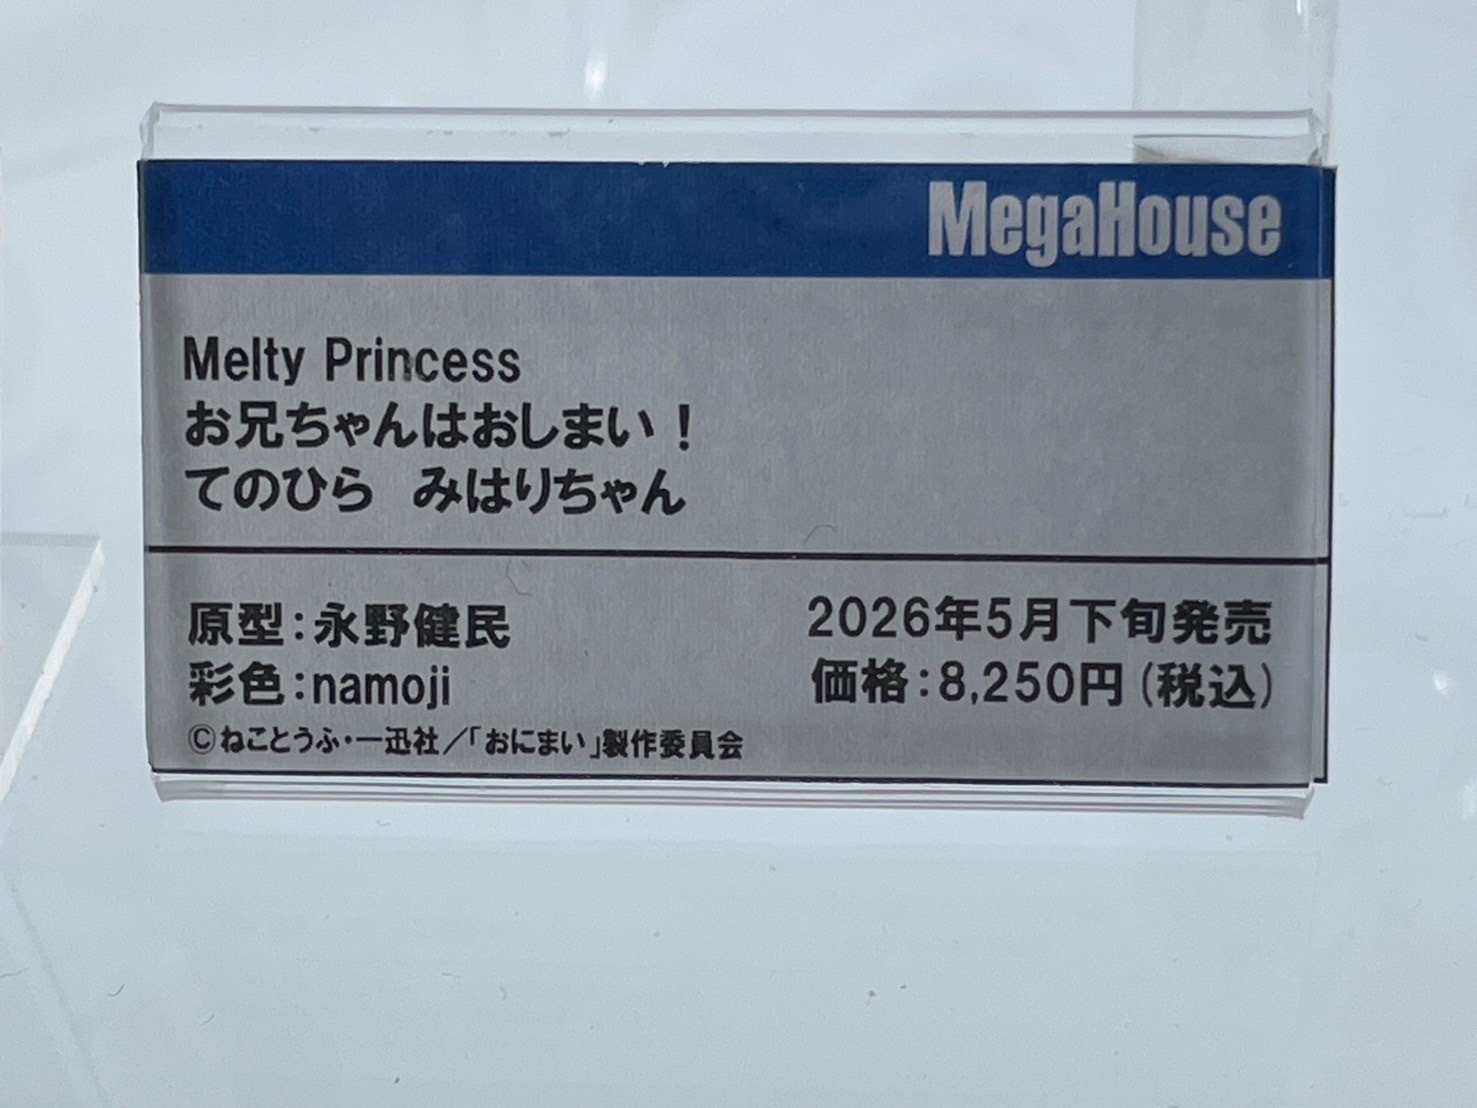 MegaHouse
Melty Princess
お兄ちゃんはおしまい！
てのひら　みはりちゃん
原型：永野健民
彩色：namoji
2026年5月下旬発売
価格：8,250円（税込）
©ねことうふ・一迅社／「おにまい」製作委員会